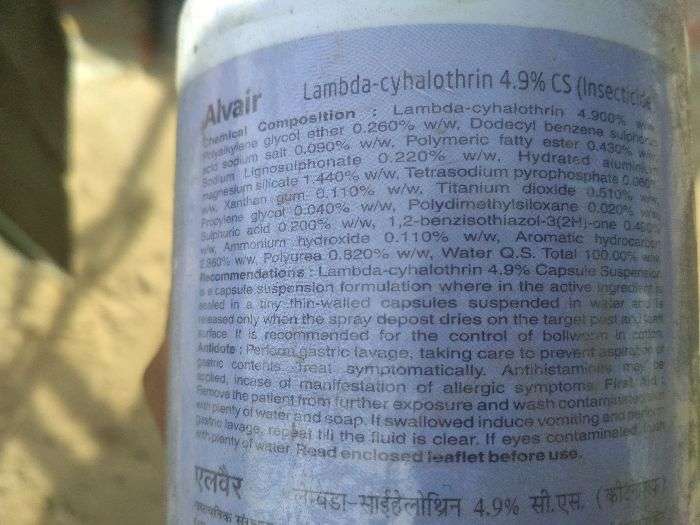 Alvair Lambda-cyhalothrin 4.9% CS (Insecticide
Chemical Composition : Lambda-cyhalothrin 4.900% w/w,
Polyalkylene glycol ether 0.260% w/w, Dodecyl benzene sulphonic
acid sodium salt 0.090% w/w, Polymeric fatty ester 0.430% w/w,
Sodium Lignosulphonate 0.220% w/w, Hydrated aluminium
magnesium silicate 1.440% w/w, Tetrasodium pyrophosphate
w/w, Xanthan gum 0.110% w/w, Titanium dioxide 0.510% w/w,
Propylene glycol 0.040% w/w, Polydimethylsiloxane 0.020% w/w,
Sulphuric acid 0.200% w/w, 1,2-benzisothiazol-3(2H)-one
w/w, Ammonium hydroxide 0.110% w/w, Aromatic hydrocarbon
w/w, Polyurea 0.820% w/w, Water Q.S. Total 100.00% w/w
Recommendations : Lambda-cyhalothrin 4.9% Capsule Suspension
is a capsule suspension formulation where in the active ingredient is
sealed in a tiny thin-walled capsules suspended in water and is
released only when the spray depost dries on the target pest and
surface. It is recommended for the control of bollworm in cotton.
Antidote : Perform gastric lavage, taking care to prevent aspiration of
gastric contents. Treat symptomatically. Antihistamins may be
applied, incase of manifestation of allergic symptoms. First Aid :
Remove the patient from further exposure and wash contaminated
with plenty of water and soap. If swallowed induce vomiting and perform
gastric lavage, repeat till the fluid is clear. If eyes contaminated, flush
with plenty of water. Read enclosed leaflet before use.
एलवैर लेम्बडा-साईहेलोथ्रिन 4.9% सी.एस. (कीटनाशक)